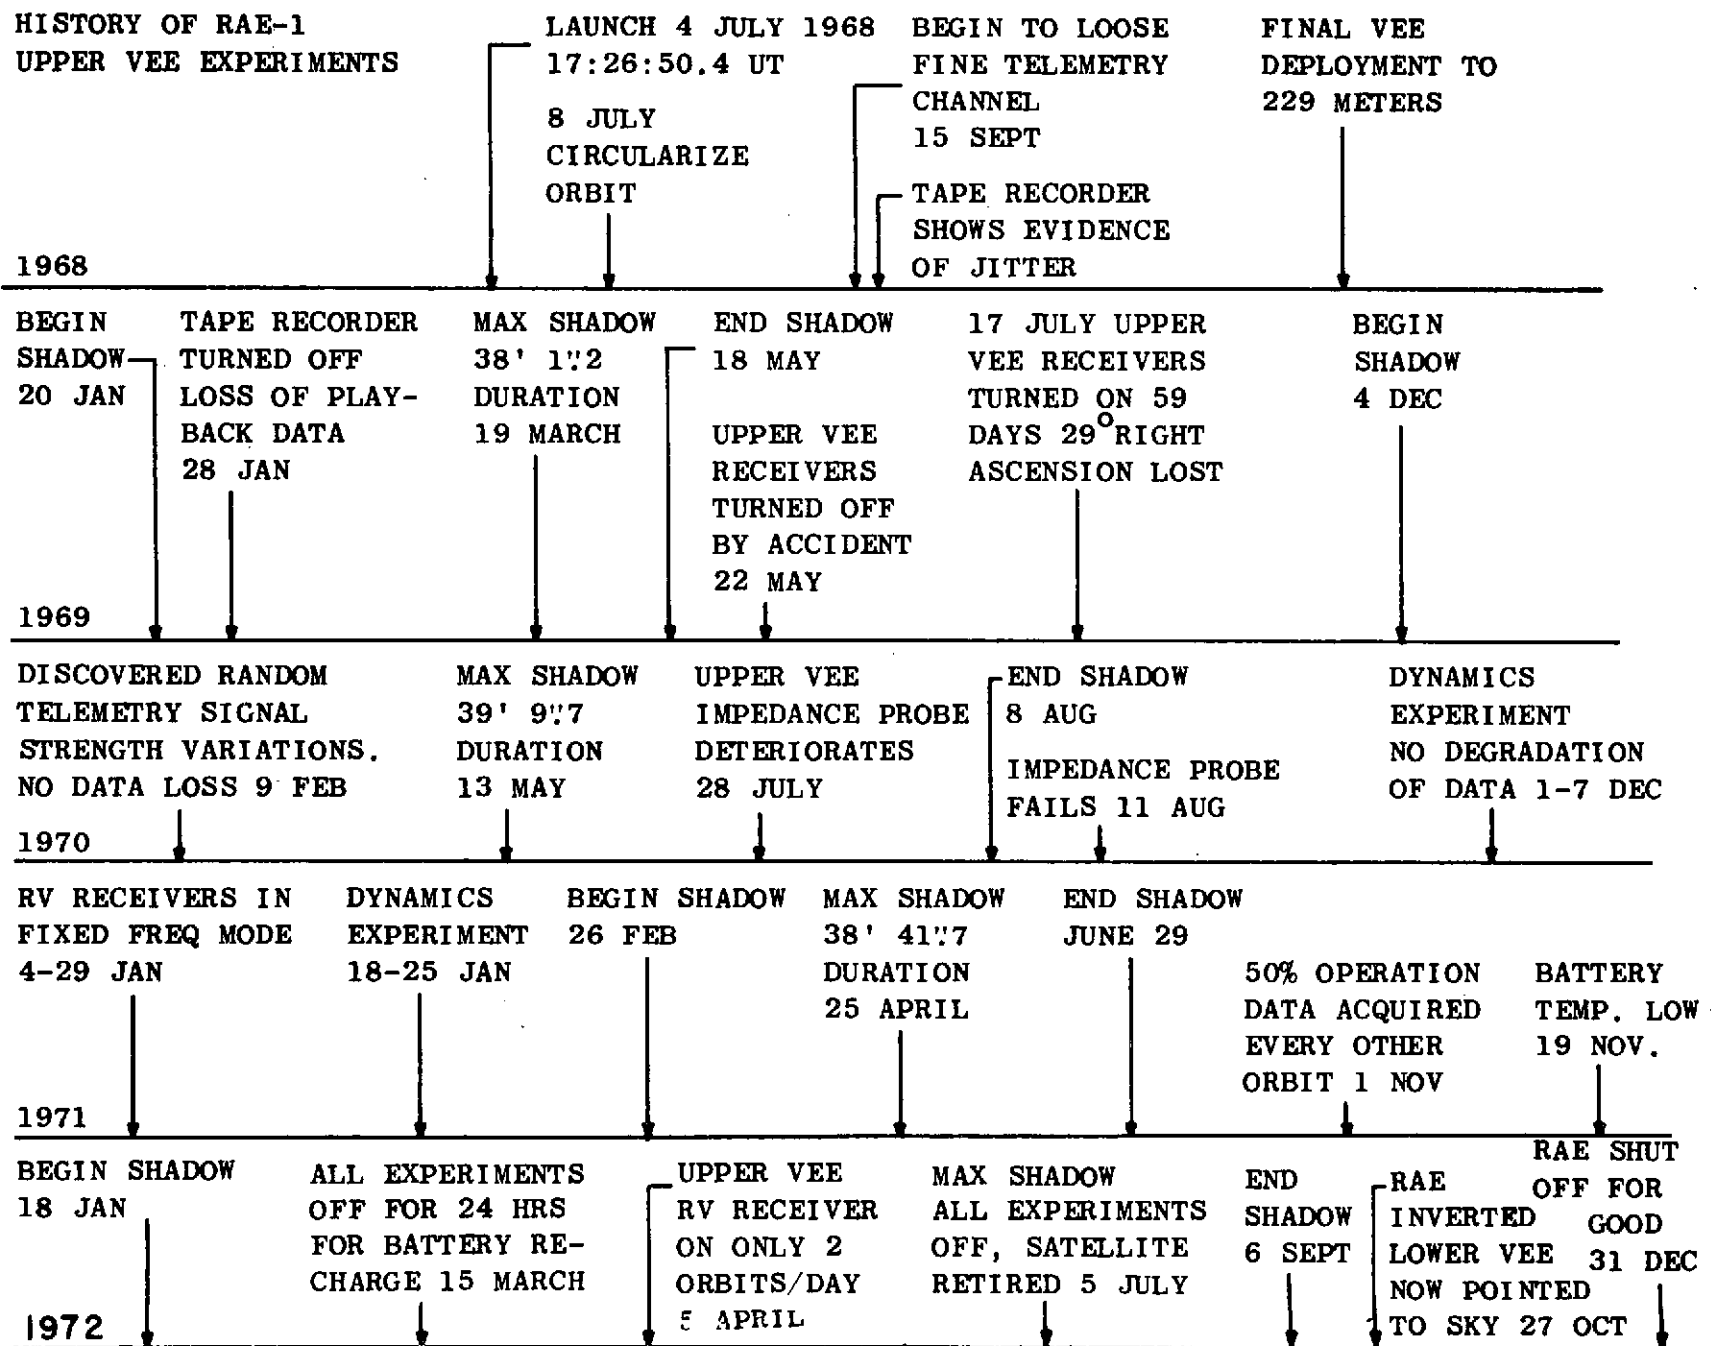 HISTORY OF RAE-1
UPPER VEE EXPERIMENTS
LAUNCH 4 JULY 1968
17:26:50.4 UT
8 JULY
CIRCULARIZE
ORBIT
BEGIN TO LOOSE
FINE TELEMETRY
CHANNEL
15 SEPT
TAPE RECORDER
SHOWS EVIDENCE
OF JITTER
FINAL VEE
DEPLOYMENT TO
229 METERS
1968
BEGIN
SHADOW
20 JAN
TAPE RECORDER
TURNED OFF
LOSS OF PLAY-
BACK DATA
28 JAN
MAX SHADOW
38' 1".2
DURATION
19 MARCH
END SHADOW
18 MAY
UPPER VEE
RECEIVERS
TURNED OFF
BY ACCIDENT
22 MAY
17 JULY UPPER
VEE RECEIVERS
TURNED ON 59
DAYS 29° RIGHT
ASCENSION LOST
BEGIN
SHADOW
4 DEC
1969
DISCOVERED RANDOM
TELEMETRY SIGNAL
STRENGTH VARIATIONS.
NO DATA LOSS 9 FEB
MAX SHADOW
39' 9".7
DURATION
13 MAY
UPPER VEE
IMPEDANCE PROBE
DETERIORATES
28 JULY
END SHADOW
8 AUG
IMPEDANCE PROBE
FAILS 11 AUG
DYNAMICS
EXPERIMENT
NO DEGRADATION
OF DATA 1-7 DEC
1970
RV RECEIVERS IN
FIXED FREQ MODE
4-29 JAN
DYNAMICS
EXPERIMENT
18-25 JAN
BEGIN SHADOW
26 FEB
MAX SHADOW
38' 41".7
DURATION
25 APRIL
END SHADOW
JUNE 29
50% OPERATION
DATA ACQUIRED
EVERY OTHER
ORBIT 1 NOV
BATTERY
TEMP. LOW
19 NOV.
1971
BEGIN SHADOW
18 JAN
ALL EXPERIMENTS
OFF FOR 24 HRS
FOR BATTERY RE-
CHARGE 15 MARCH
UPPER VEE
RV RECEIVER
ON ONLY 2
ORBITS/DAY
5 APRIL
MAX SHADOW
ALL EXPERIMENTS
OFF, SATELLITE
RETIRED 5 JULY
END
SHADOW
6 SEPT
RAE
INVERTED
LOWER VEE
NOW POINTED
TO SKY 27 OCT
RAE SHUT
OFF FOR
GOOD
31 DEC
1972